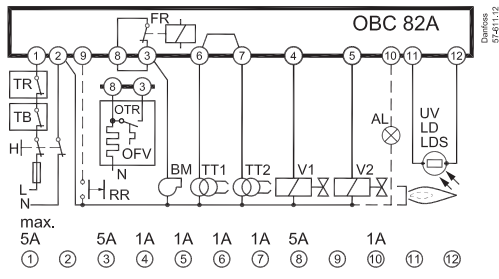 FR
OBC 82A
Danfoss
57-611.12
1 2 9 8 3 6 7 4 5 10 11 12
TR
8 3
TB
OTR
AL
UV
LD
LDS
H
OFV
L
N
BM
TT1
TT2
V1
V2
N
RR
max.
5A 5A 1A 1A 1A 1A 5A 1A
1 2 3 4 5 6 7 8 9 10 11 12